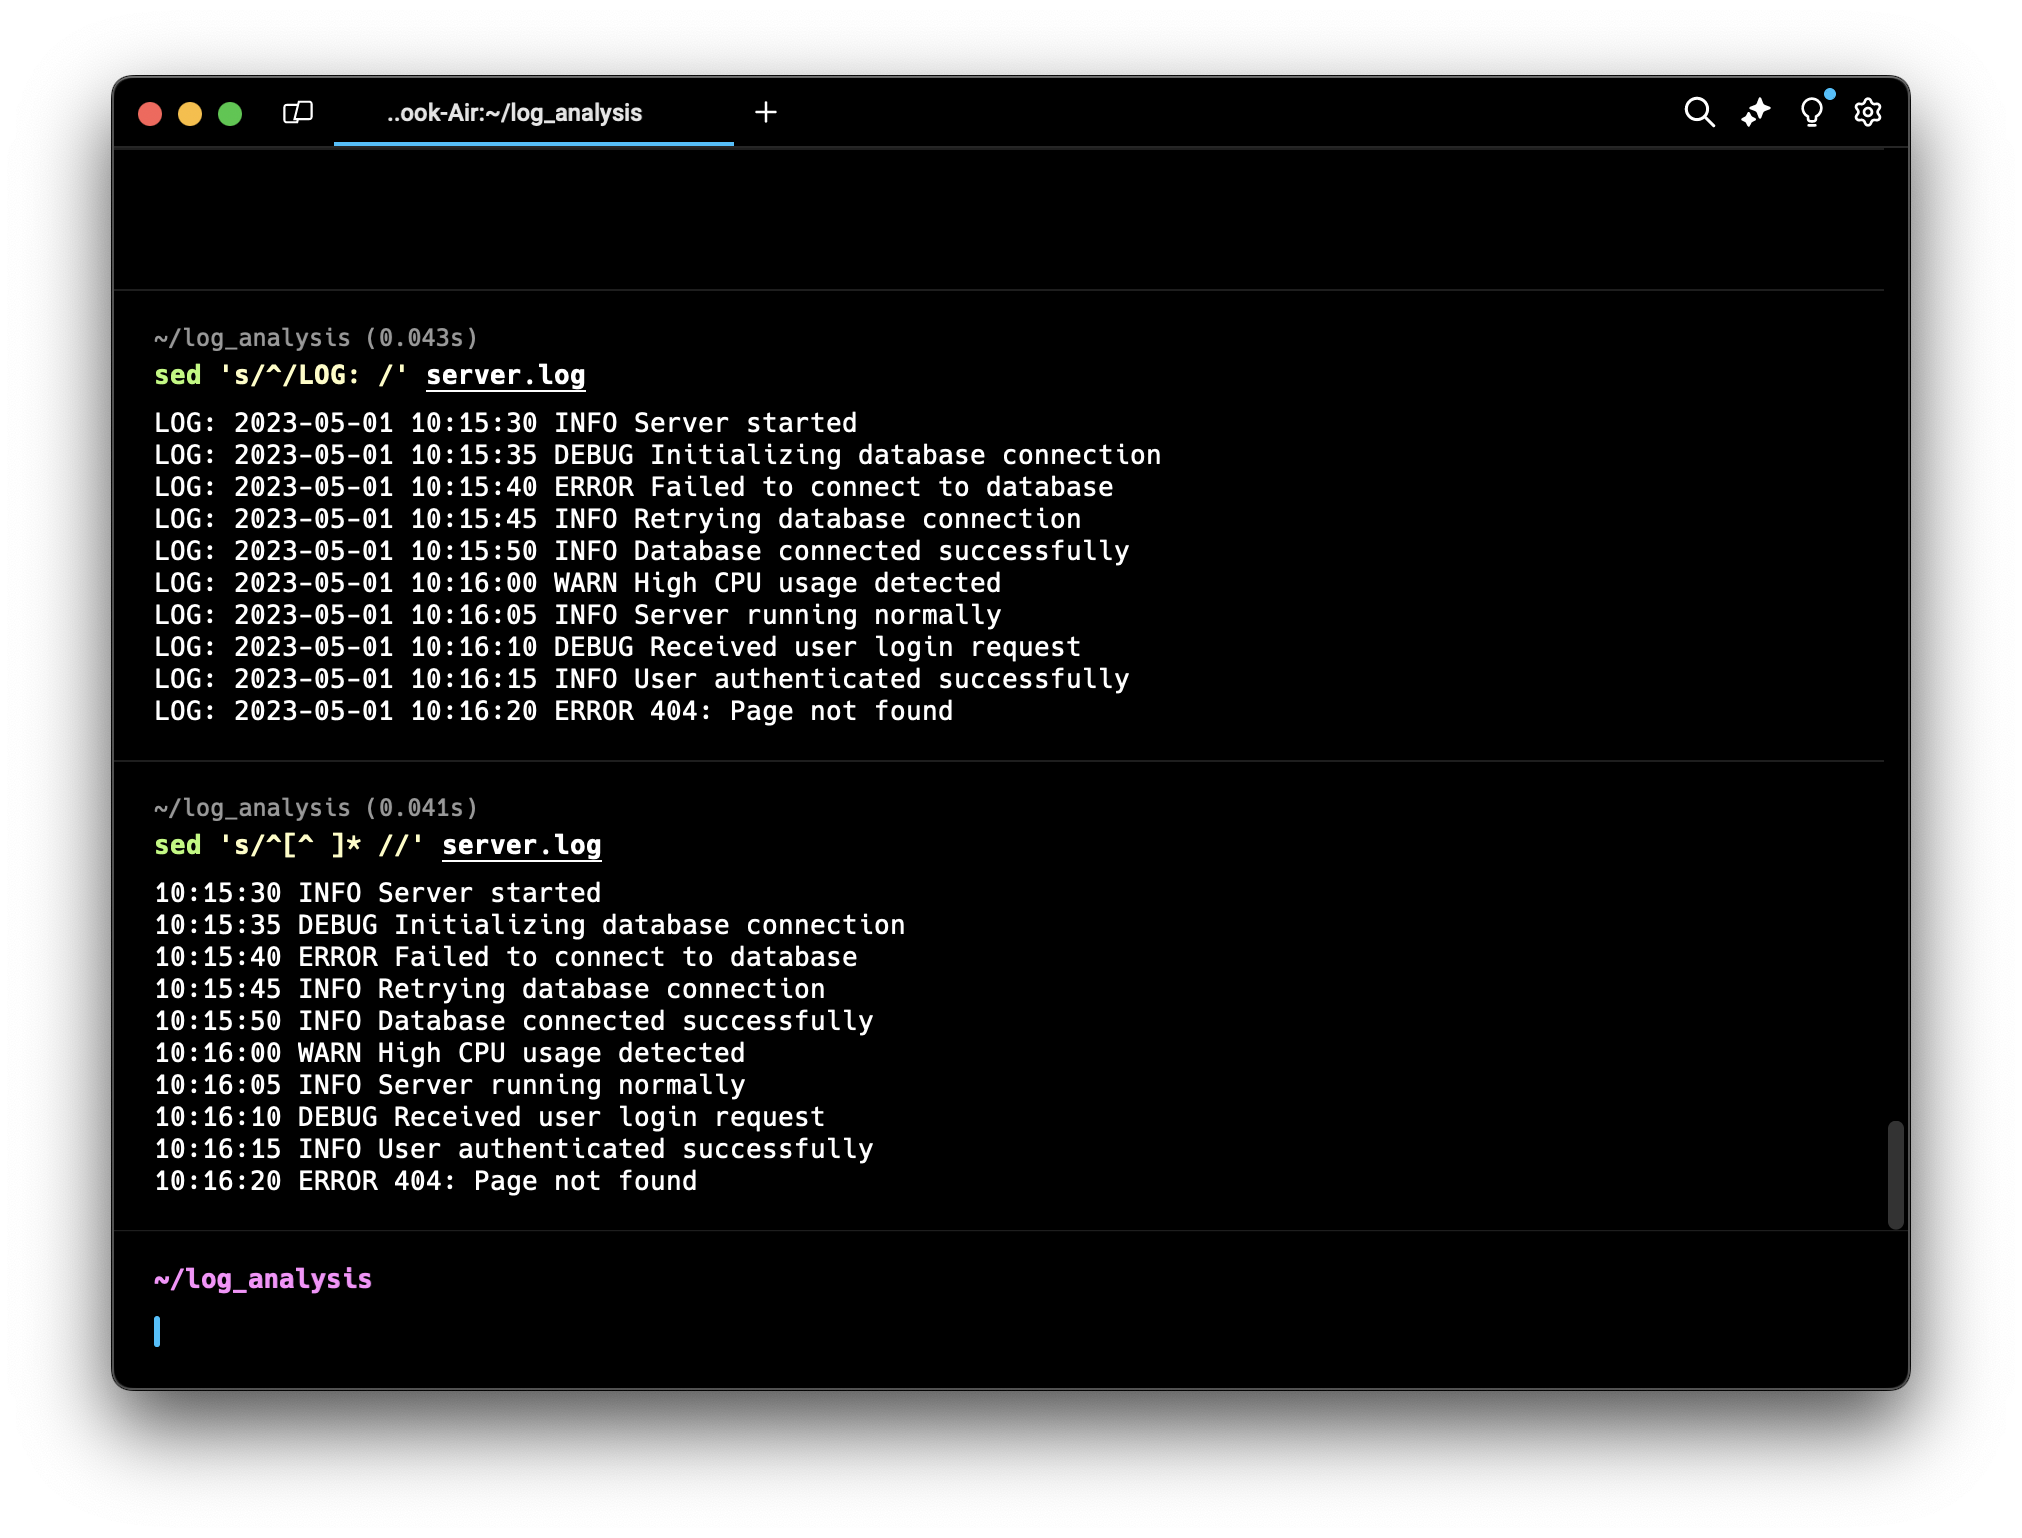 ..ook-Air:~/log_analysis
~/log_analysis (0.043s)
sed 's/^/LOG: /' server.log
LOG: 2023-05-01 10:15:30 INFO Server started
LOG: 2023-05-01 10:15:35 DEBUG Initializing database connection
LOG: 2023-05-01 10:15:40 ERROR Failed to connect to database
LOG: 2023-05-01 10:15:45 INFO Retrying database connection
LOG: 2023-05-01 10:15:50 INFO Database connected successfully
LOG: 2023-05-01 10:16:00 WARN High CPU usage detected
LOG: 2023-05-01 10:16:05 INFO Server running normally
LOG: 2023-05-01 10:16:10 DEBUG Received user login request
LOG: 2023-05-01 10:16:15 INFO User authenticated successfully
LOG: 2023-05-01 10:16:20 ERROR 404: Page not found
~/log_analysis (0.041s)
sed 's/^[^ ]* //' server.log
10:15:30 INFO Server started
10:15:35 DEBUG Initializing database connection
10:15:40 ERROR Failed to connect to database
10:15:45 INFO Retrying database connection
10:15:50 INFO Database connected successfully
10:16:00 WARN High CPU usage detected
10:16:05 INFO Server running normally
10:16:10 DEBUG Received user login request
10:16:15 INFO User authenticated successfully
10:16:20 ERROR 404: Page not found
~/log_analysis